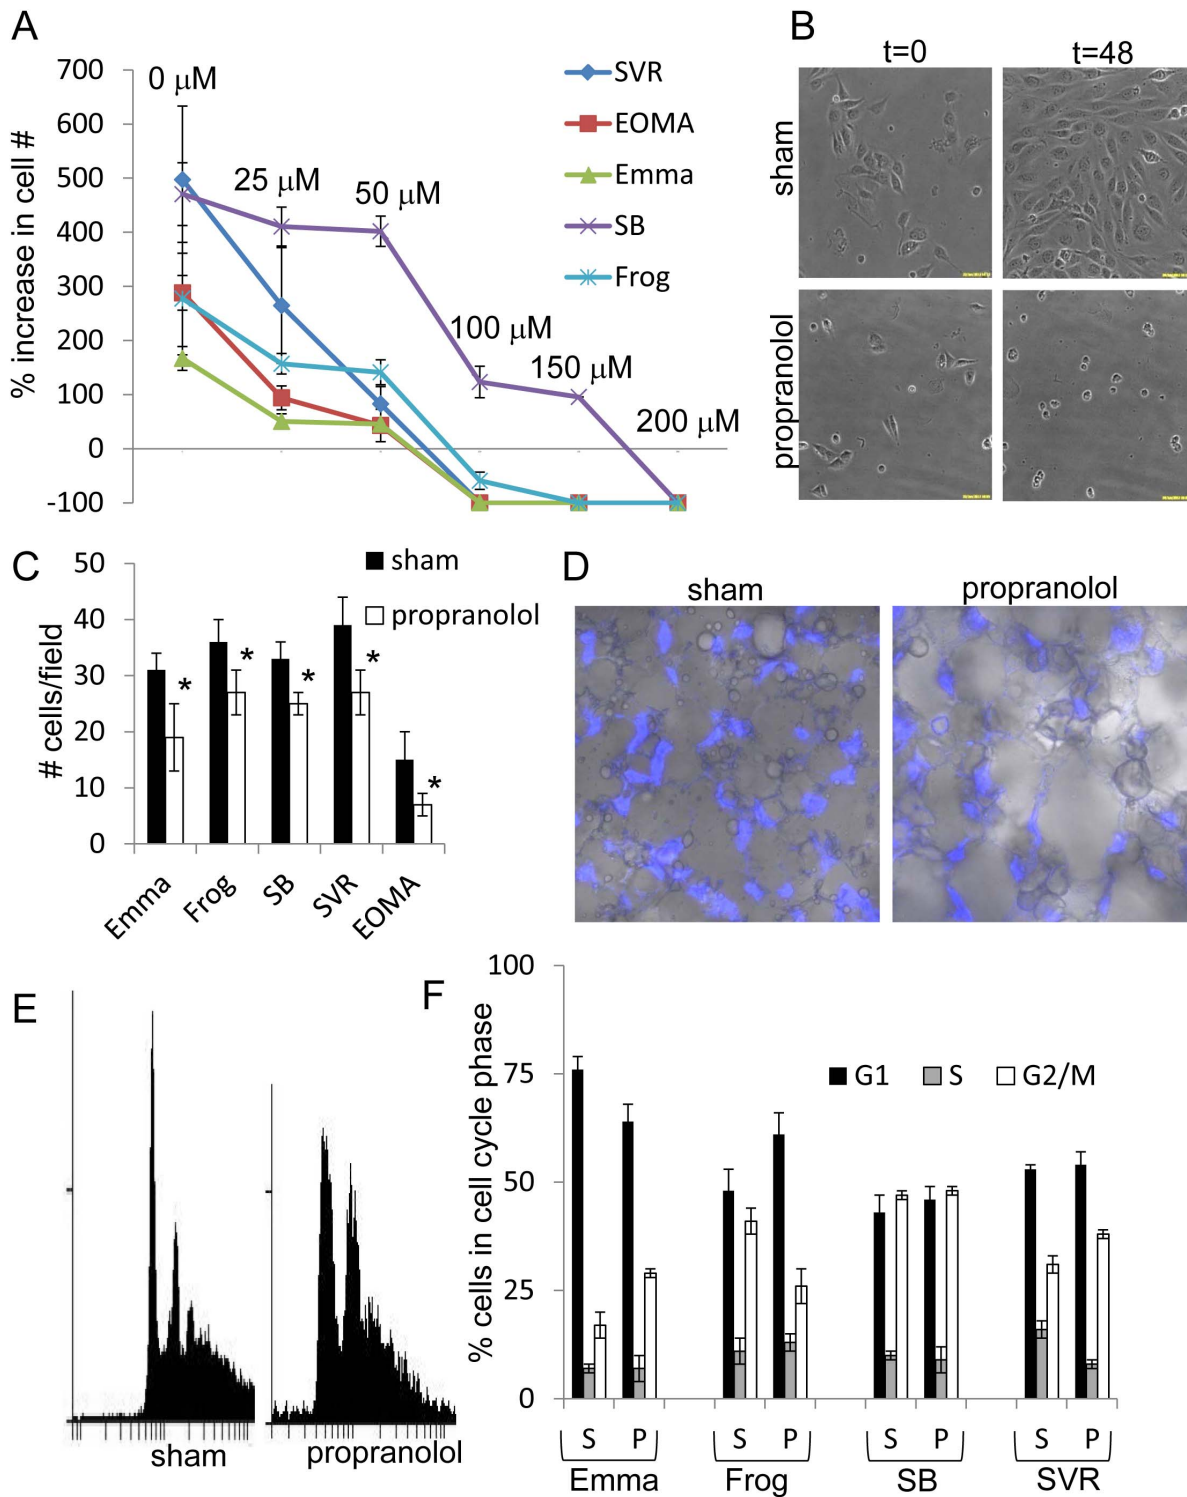 A
% increase in cell #
700
600
500
400
300
200
100
0
-100
0 μM
25 μM
50 μM
100 μM
150 μM
200 μM
SVR
EOMA
Emma
SB
Frog
B
t=0
t=48
sham
propranolol
C
# cells/field
50
40
30
20
10
0
sham
propranolol
*
*
*
*
*
Emma
Frog
SB
SVR
EOMA
D
sham
propranolol
E
sham
propranolol
F
% cells in cell cycle phase
100
75
50
25
0
G1
S
G2/M
S P S P S P S P
Emma Frog SB SVR